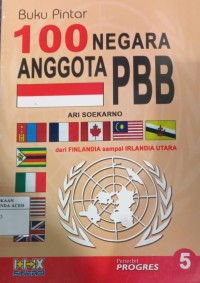 Buku Pintar
100 NEGARA
ANGGOTA
PBB
ARI SOEKARNO
dari FINLANDIA sampai IRLANDIA UTARA
Penerbit
PROGRES
5